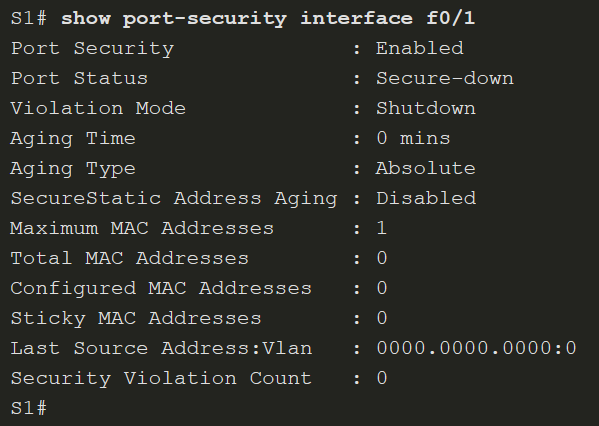 S1# show port-security interface f0/1
Port Security              : Enabled
Port Status                : Secure-down
Violation Mode             : Shutdown
Aging Time                 : 0 mins
Aging Type                 : Absolute
SecureStatic Address Aging : Disabled
Maximum MAC Addresses      : 1
Total MAC Addresses        : 0
Configured MAC Addresses   : 0
Sticky MAC Addresses       : 0
Last Source Address:Vlan   : 0000.0000.0000:0
Security Violation Count   : 0
S1#